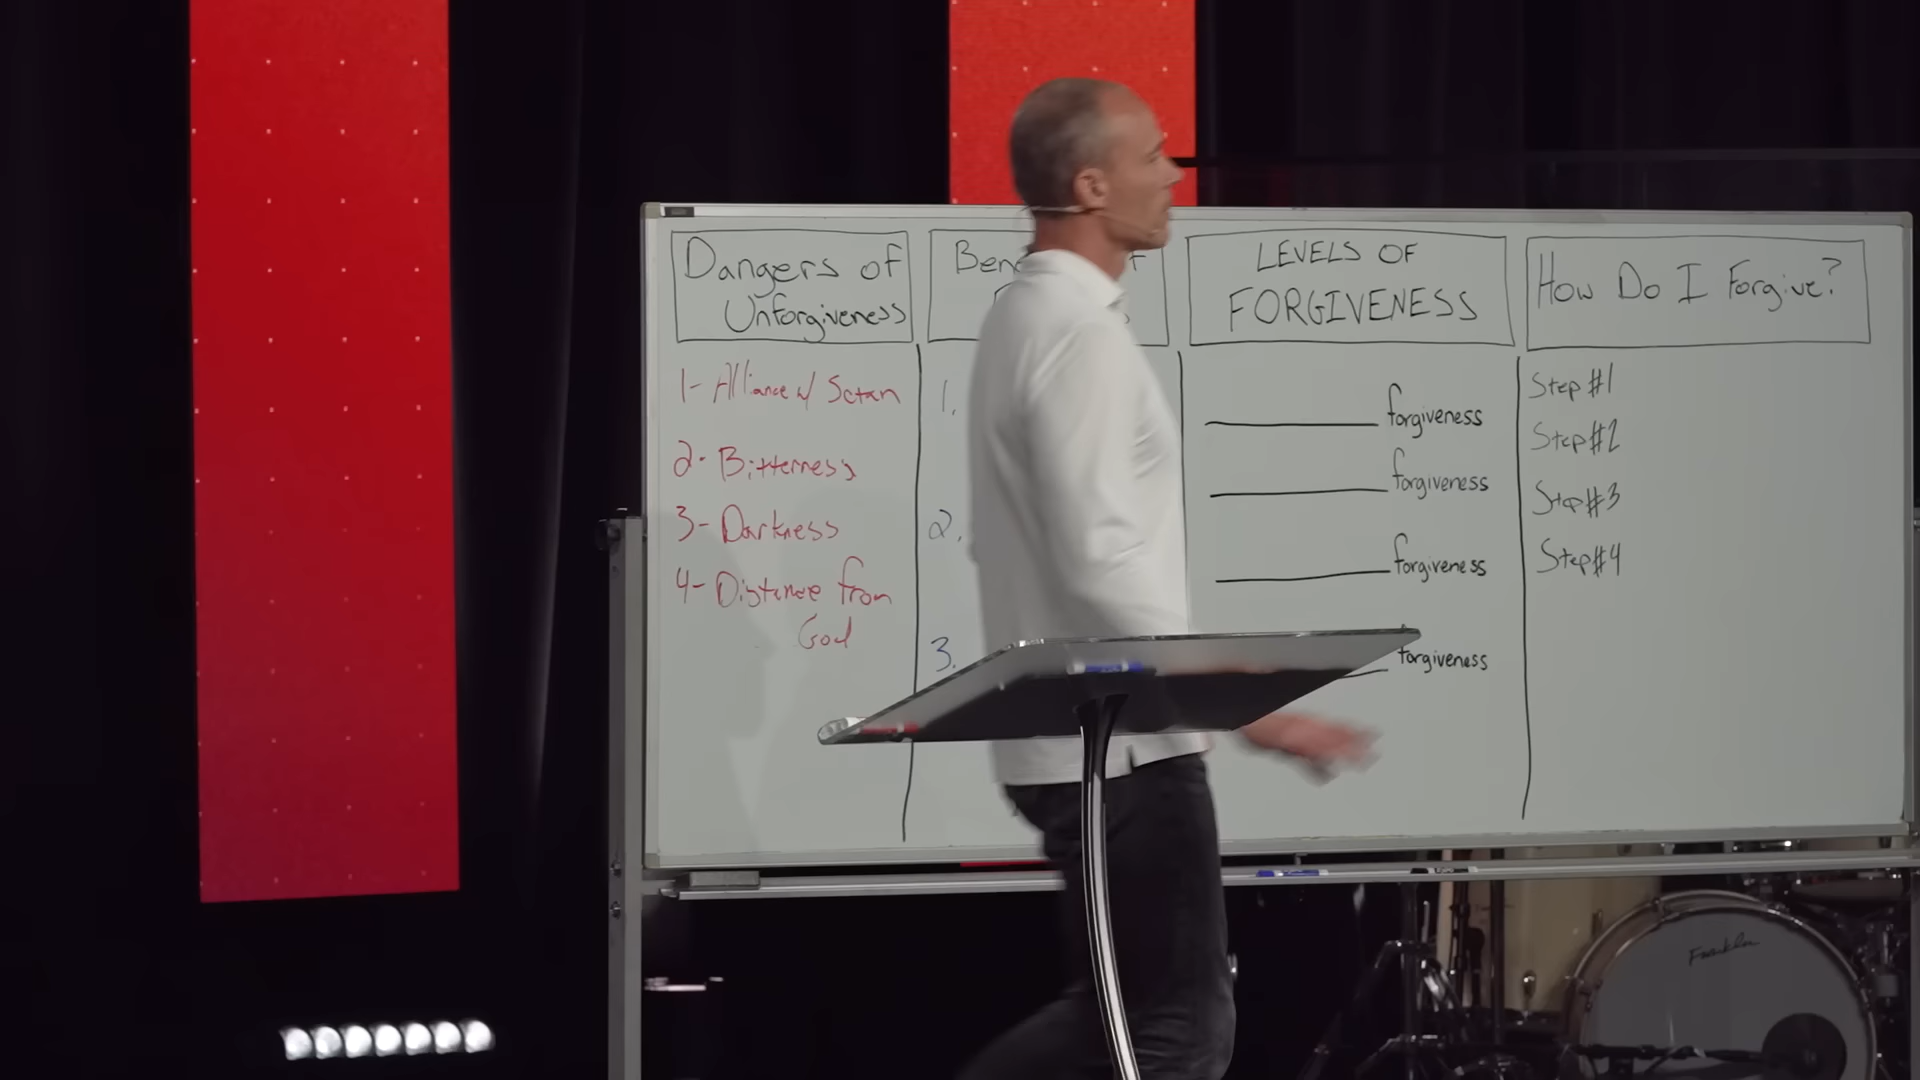 Dangers of
Unforgiveness
1- Alliance w/ Satan
2- Bitterness
3- Darkness
4- Distance from
God
Ben
1.
2.
3.
LEVELS OF
FORGIVENESS
forgiveness
forgiveness
forgiveness
forgiveness
How Do I Forgive?
Step #1
Step #2
Step #3
Step #4